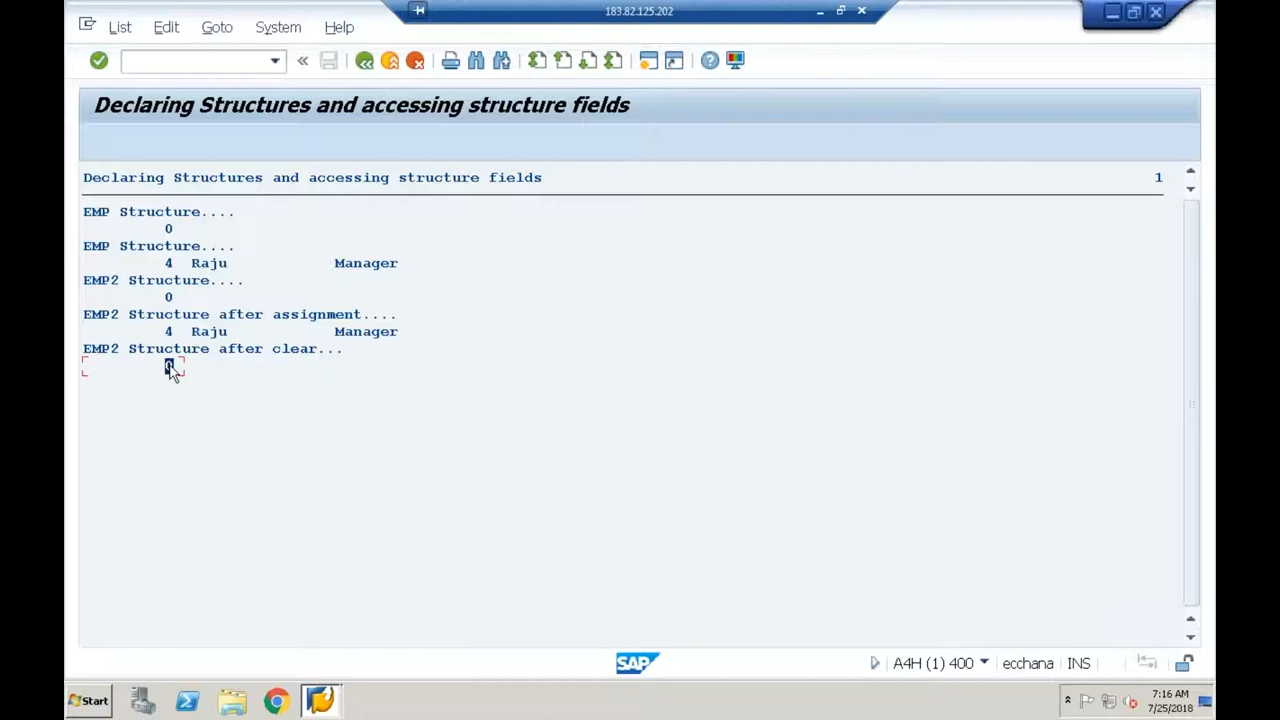 183.82.125.202
List Edit Goto System Help
Declaring Structures and accessing structure fields
Declaring Structures and accessing structure fields 1
EMP Structure....
0
EMP Structure....
4 Raju Manager
EMP2 Structure....
0
EMP2 Structure after assignment....
4 Raju Manager
EMP2 Structure after clear...
0
SAP A4H (1) 400 ecchana INS
Start 7:16 AM
7/25/2018